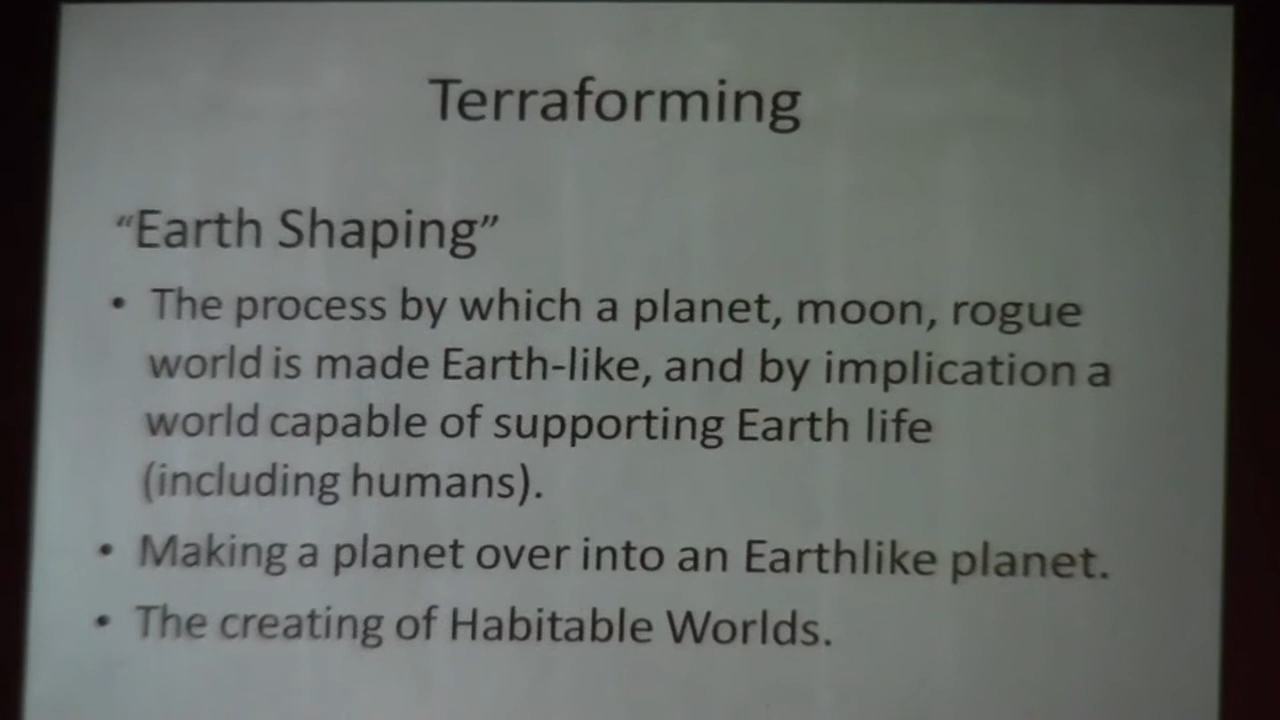 Terraforming
“Earth Shaping”
• The process by which a planet, moon, rogue
world is made Earth-like, and by implication a
world capable of supporting Earth life
(including humans).
• Making a planet over into an Earthlike planet.
• The creating of Habitable Worlds.